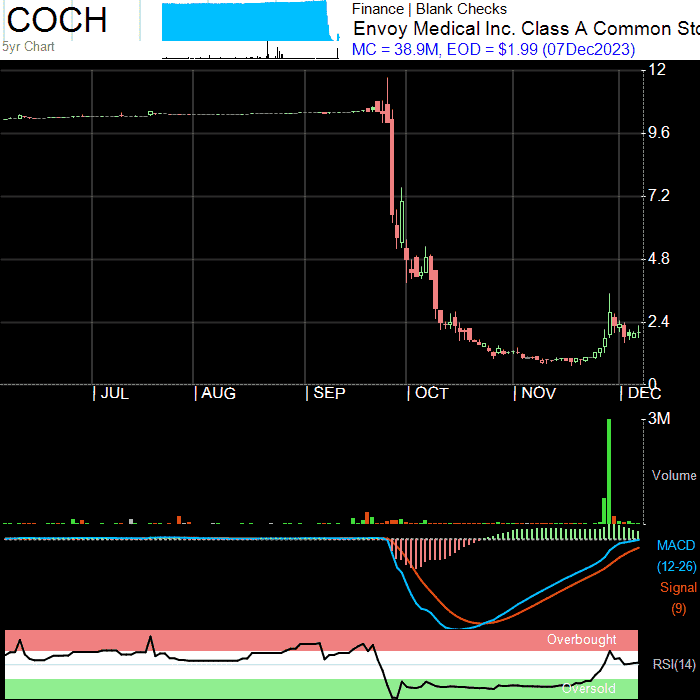 COCH
5yr Chart
Finance | Blank Checks
Envoy Medical Inc. Class A Common Sto
MC = 38.9M, EOD = $1.99 (07Dec2023)
12
9.6
7.2
4.8
2.4
0
JUL AUG SEP OCT NOV DEC
3M
Volume
MACD
(12-26)
Signal
(9)
Overbought
RSI(14)
Oversold